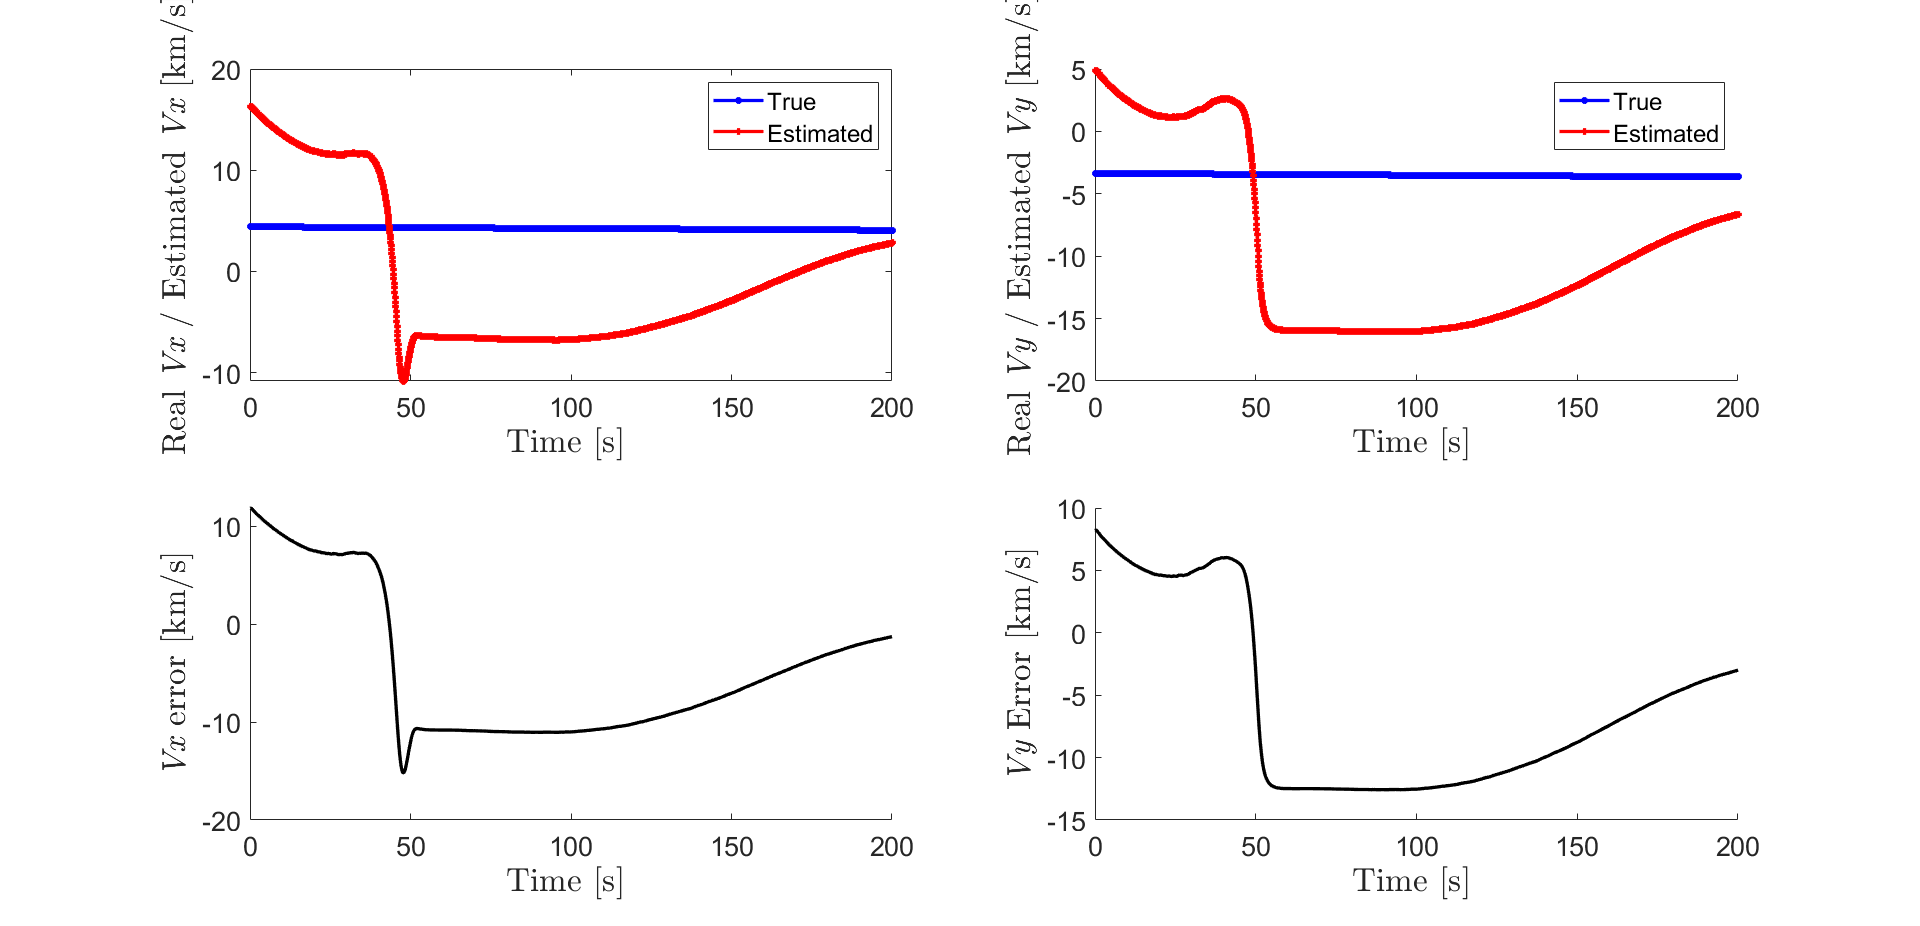 Real Vx / Estimated Vx [km/s]
20
10
0
-10
0 50 100 150 200
Time [s]
True
Estimated
Real Vy / Estimated Vy [km/s]
5
0
-5
-10
-15
-20
0 50 100 150 200
Time [s]
True
Estimated
Vx error [km/s]
10
0
-10
-20
0 50 100 150 200
Time [s]
Vy Error [km/s]
10
5
0
-5
-10
-15
0 50 100 150 200
Time [s]